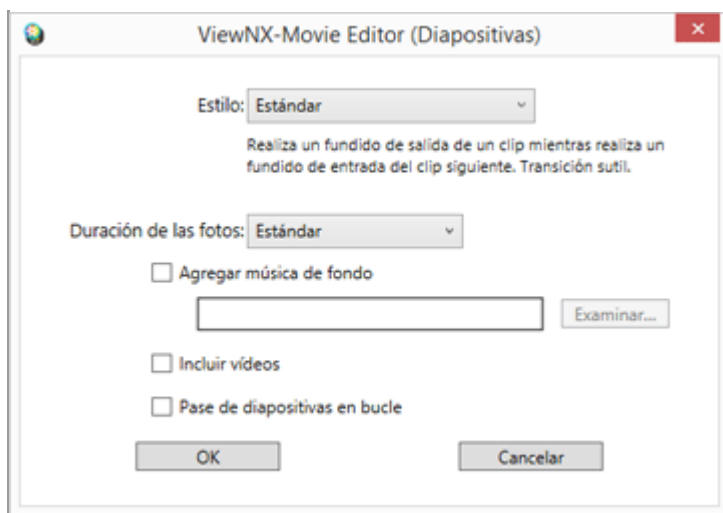 ViewNX-Movie Editor (Diapositivas)
Estilo: Estándar
Realiza un fundido de salida de un clip mientras realiza un
fundido de entrada del clip siguiente. Transición sutil.
Duración de las fotos: Estándar
Agregar música de fondo
Examinar...
Incluir vídeos
Pase de diapositivas en bucle
OK Cancelar